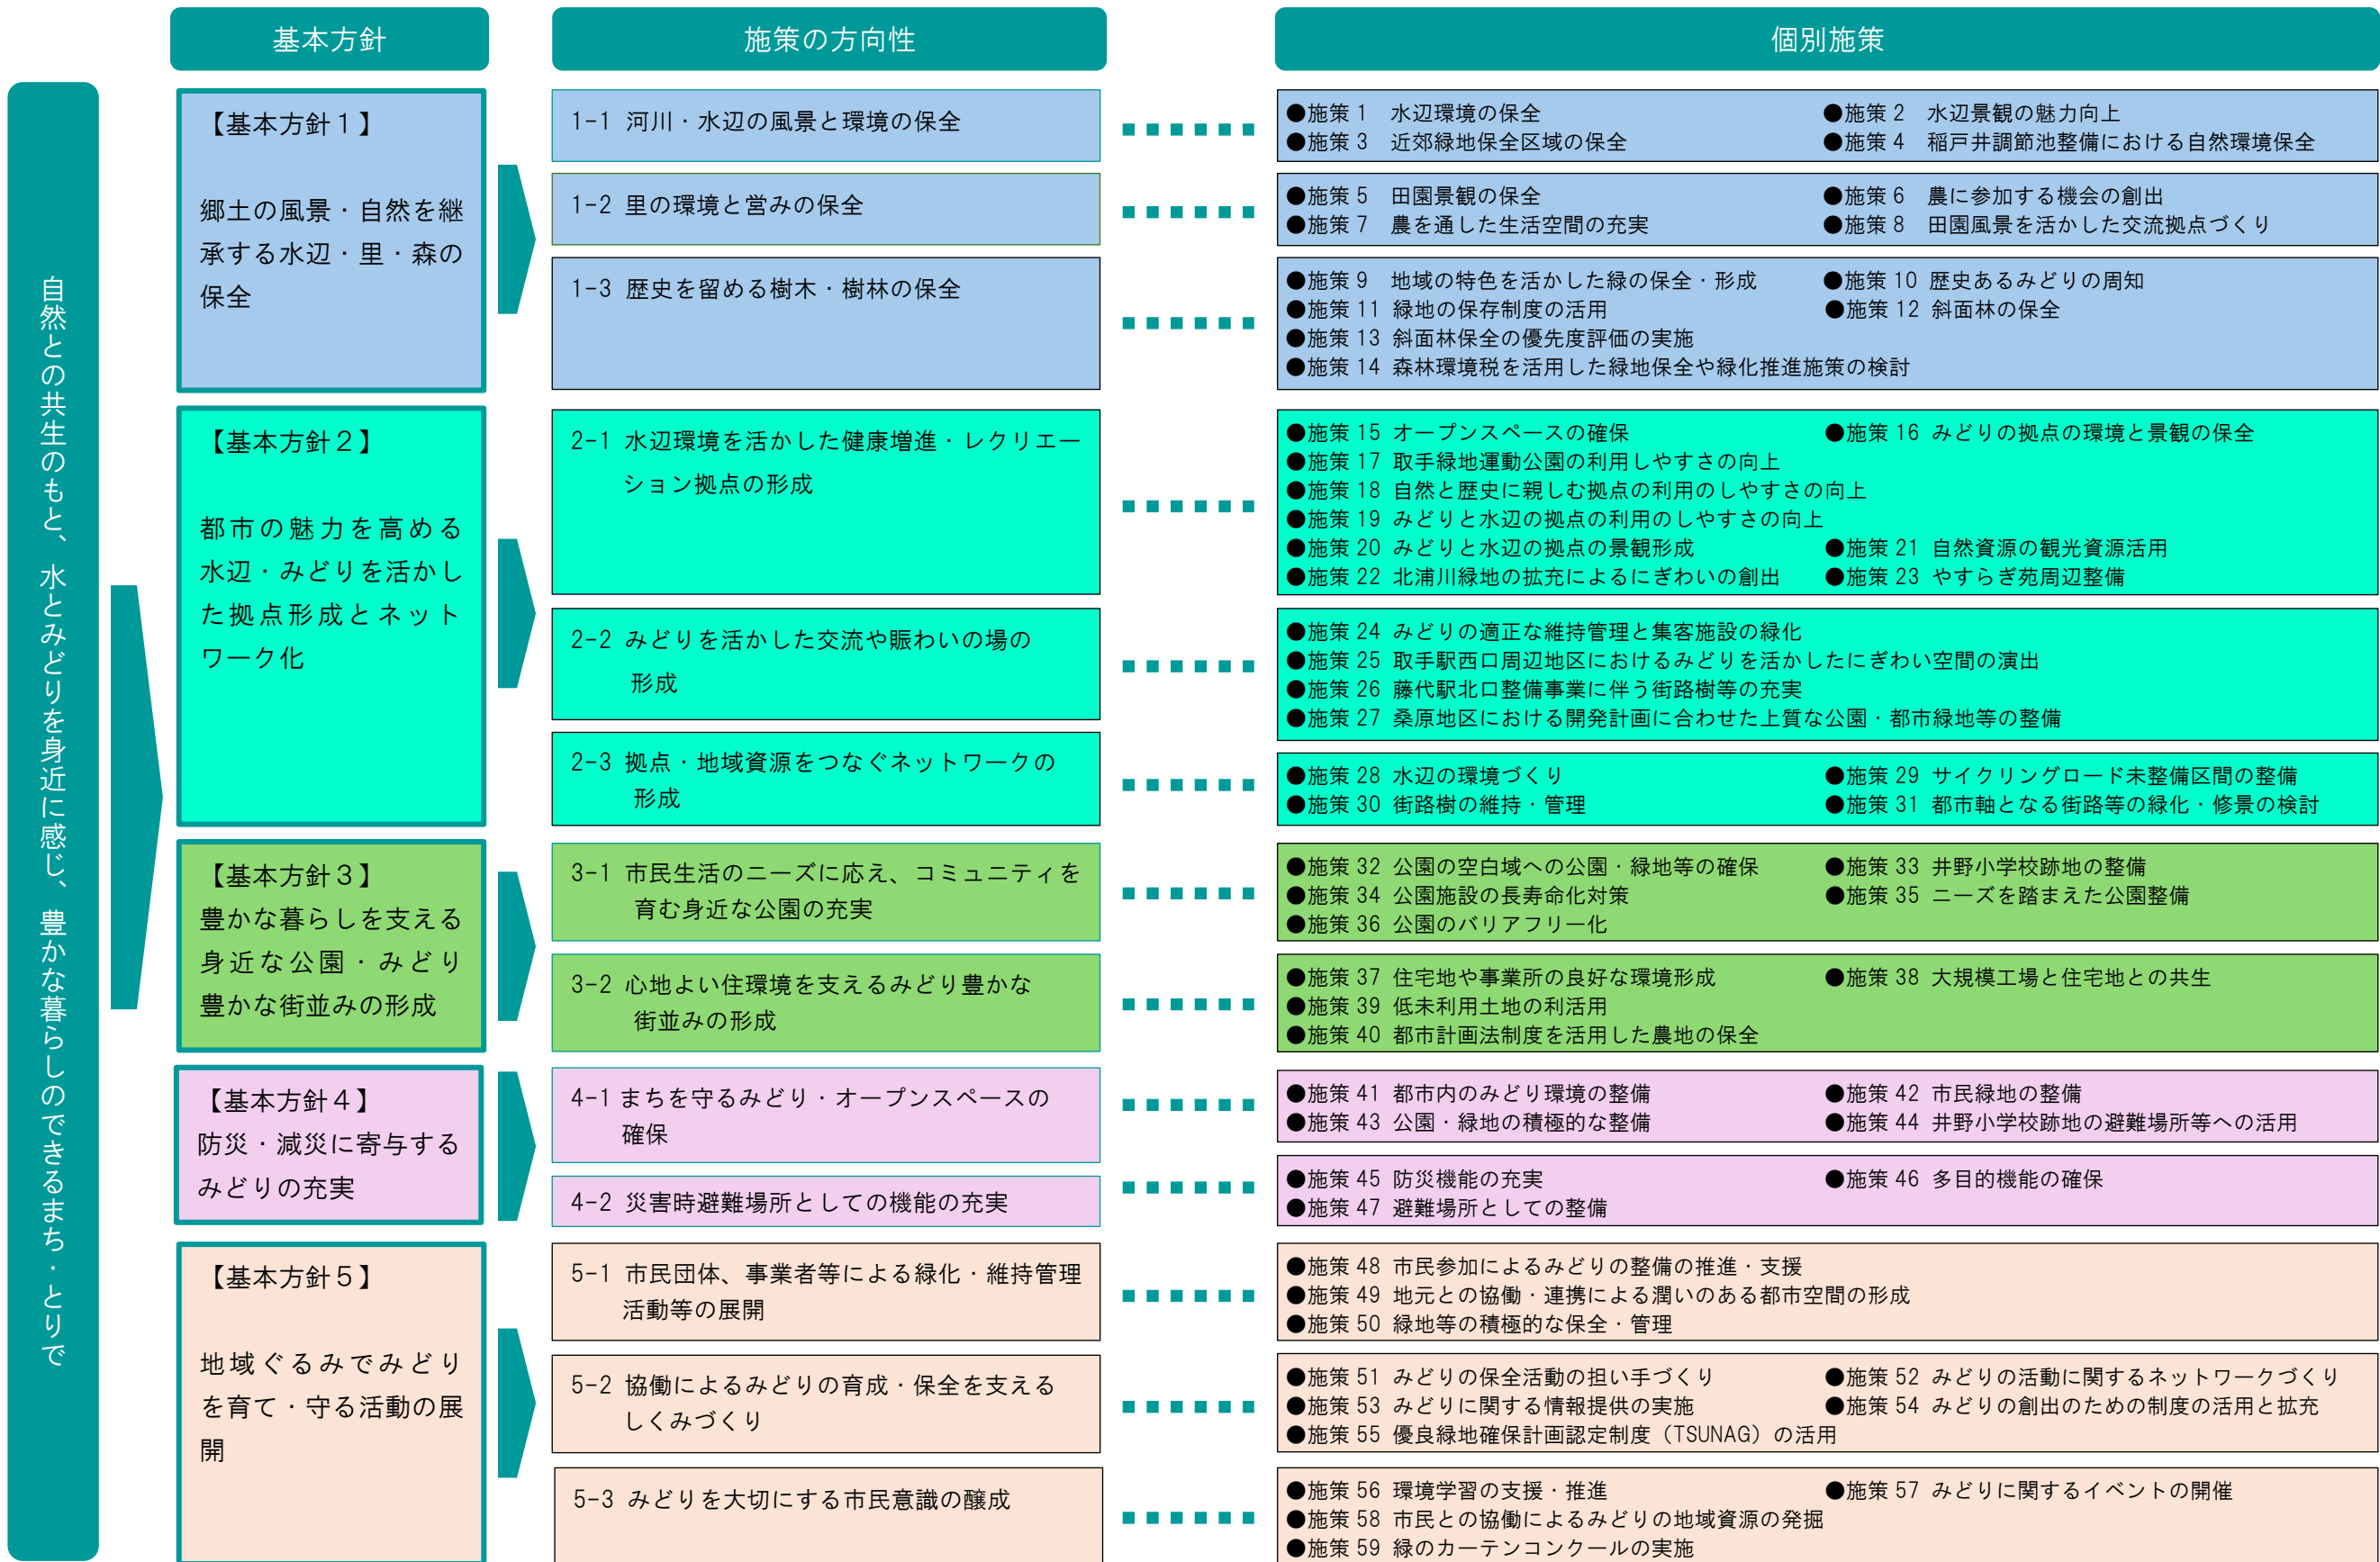 基本方針
施策の方向性
個別施策
自然との共生のもと、水とみどりを身近に感じ、豊かな暮らしのできるまち・とりで
【基本方針１】
郷土の風景・自然を継
承する水辺・里・森の
保全
1-1 河川・水辺の風景と環境の保全
●施策 1 水辺環境の保全 ●施策 2 水辺景観の魅力向上
●施策 3 近郊緑地保全区域の保全 ●施策 4 稲戸井調節池整備における自然環境保全
1-2 里の環境と営みの保全
●施策 5 田園景観の保全 ●施策 6 農に参加する機会の創出
●施策 7 農を通した生活空間の充実 ●施策 8 田園風景を活かした交流拠点づくり
1-3 歴史を留める樹木・樹林の保全
●施策 9 地域の特色を活かした緑の保全・形成 ●施策 10 歴史あるみどりの周知
●施策 11 緑地の保存制度の活用 ●施策 12 斜面林の保全
●施策 13 斜面林保全の優先度評価の実施
●施策 14 森林環境税を活用した緑地保全や緑化推進施策の検討
【基本方針２】
都市の魅力を高める
水辺・みどりを活かし
た拠点形成とネット
ワーク化
2-1 水辺環境を活かした健康増進・レクリエー
ション拠点の形成
●施策 15 オープンスペースの確保 ●施策 16 みどりの拠点の環境と景観の保全
●施策 17 取手緑地運動公園の利用しやすさの向上
●施策 18 自然と歴史に親しむ拠点の利用のしやすさの向上
●施策 19 みどりと水辺の拠点の利用のしやすさの向上
●施策 20 みどりと水辺の拠点の景観形成 ●施策 21 自然資源の観光資源活用
●施策 22 北浦川緑地の拡充によるにぎわいの創出 ●施策 23 やすらぎ苑周辺整備
2-2 みどりを活かした交流や賑わいの場の
形成
●施策 24 みどりの適正な維持管理と集客施設の緑化
●施策 25 取手駅西口周辺地区におけるみどりを活かしたにぎわい空間の演出
●施策 26 藤代駅北口整備事業に伴う街路樹等の充実
●施策 27 桑原地区における開発計画に合わせた上質な公園・都市緑地等の整備
2-3 拠点・地域資源をつなぐネットワークの
形成
●施策 28 水辺の環境づくり ●施策 29 サイクリングロード未整備区間の整備
●施策 30 街路樹の維持・管理 ●施策 31 都市軸となる街路等の緑化・修景の検討
【基本方針３】
豊かな暮らしを支える
身近な公園・みどり
豊かな街並みの形成
3-1 市民生活のニーズに応え、コミュニティを
育む身近な公園の充実
●施策 32 公園の空白域への公園・緑地等の確保 ●施策 33 井野小学校跡地の整備
●施策 34 公園施設の長寿命化対策 ●施策 35 ニーズを踏まえた公園整備
●施策 36 公園のバリアフリー化
3-2 心地よい住環境を支えるみどり豊かな
街並みの形成
●施策 37 住宅地や事業所の良好な環境形成 ●施策 38 大規模工場と住宅地との共生
●施策 39 低未利用土地の利活用
●施策 40 都市計画法制度を活用した農地の保全
【基本方針４】
防災・減災に寄与する
みどりの充実
4-1 まちを守るみどり・オープンスペースの
確保
●施策 41 都市内のみどり環境の整備 ●施策 42 市民緑地の整備
●施策 43 公園・緑地の積極的な整備 ●施策 44 井野小学校跡地の避難場所等への活用
4-2 災害時避難場所としての機能の充実
●施策 45 防災機能の充実 ●施策 46 多目的機能の確保
●施策 47 避難場所としての整備
【基本方針５】
地域ぐるみでみどり
を育て・守る活動の展
開
5-1 市民団体、事業者等による緑化・維持管理
活動等の展開
●施策 48 市民参加によるみどりの整備の推進・支援
●施策 49 地元との協働・連携による潤いのある都市空間の形成
●施策 50 緑地等の積極的な保全・管理
5-2 協働によるみどりの育成・保全を支える
しくみづくり
●施策 51 みどりの保全活動の担い手づくり ●施策 52 みどりの活動に関するネットワークづくり
●施策 53 みどりに関する情報提供の実施 ●施策 54 みどりの創出のための制度の活用と拡充
●施策 55 優良緑地確保計画認定制度（TSUNAG）の活用
5-3 みどりを大切にする市民意識の醸成
●施策 56 環境学習の支援・推進 ●施策 57 みどりに関するイベントの開催
●施策 58 市民との協働によるみどりの地域資源の発掘
●施策 59 緑のカーテンコンクールの実施